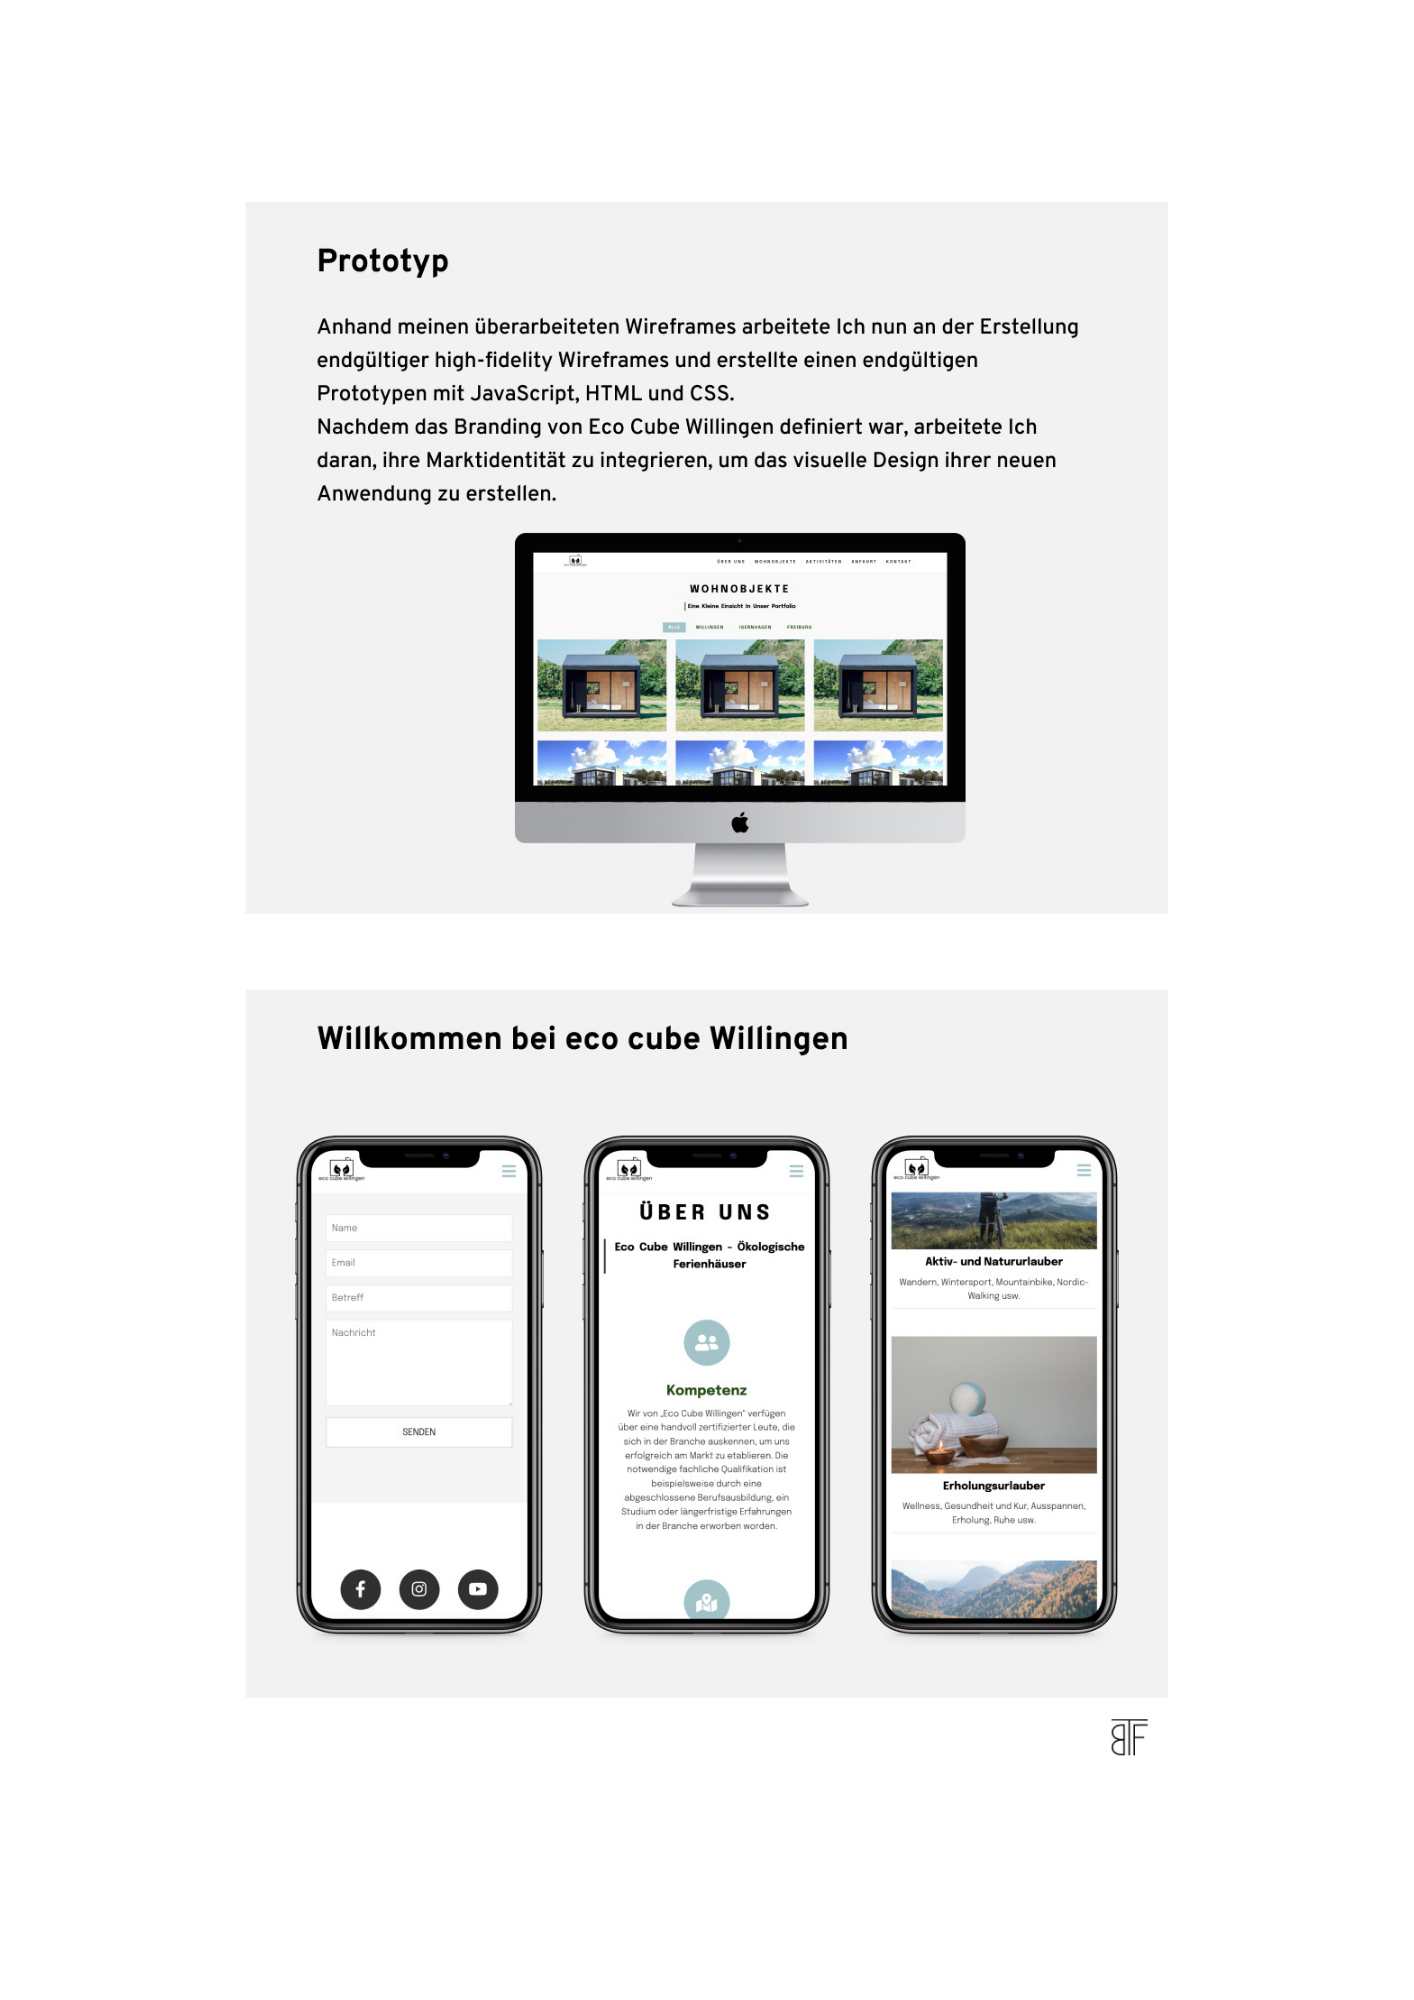 Prototyp
Anhand meinen überarbeiteten Wireframes arbeitete Ich nun an der Erstellung
endgültiger high-fidelity Wireframes und erstellte einen endgültigen
Prototypen mit JavaScript, HTML und CSS.
Nachdem das Branding von Eco Cube Willingen definiert war, arbeitete Ich
daran, ihre Marktidentität zu integrieren, um das visuelle Design ihrer neuen
Anwendung zu erstellen.
ÜBER UNS WOHNOBJEKTE AKTIVITÄTEN ANFAHRT KONTAKT
WOHNOBJEKTE
Eine Kleine Einsicht In Unser Portfolio
ALLE WILLINGEN ISERNHAGEN FREIBURG
Willkommen bei eco cube Willingen
eco cube willingen
Name
Email
Betreff
Nachricht
SENDEN
eco cube willingen
ÜBER UNS
Eco Cube Willingen - Ökologische
Ferienhäuser
Kompetenz
Wir von „Eco Cube Willingen" verfügen
über eine handvoll zertifizierter Leute, die
sich in der Branche auskennen, um uns
erfolgreich am Markt zu etablieren. Die
notwendige fachliche Qualifikation ist
beispielsweise durch eine
abgeschlossene Berufsausbildung, ein
Studium oder längerfristige Erfahrungen
in der Branche erworben worden.
eco cube willingen
Aktiv- und Natururlauber
Wandern, Wintersport, Mountainbike, Nordic-
Walking usw.
Erholungsurlauber
Wellness, Gesundheit und Kur, Ausspannen,
Erholung, Ruhe usw.